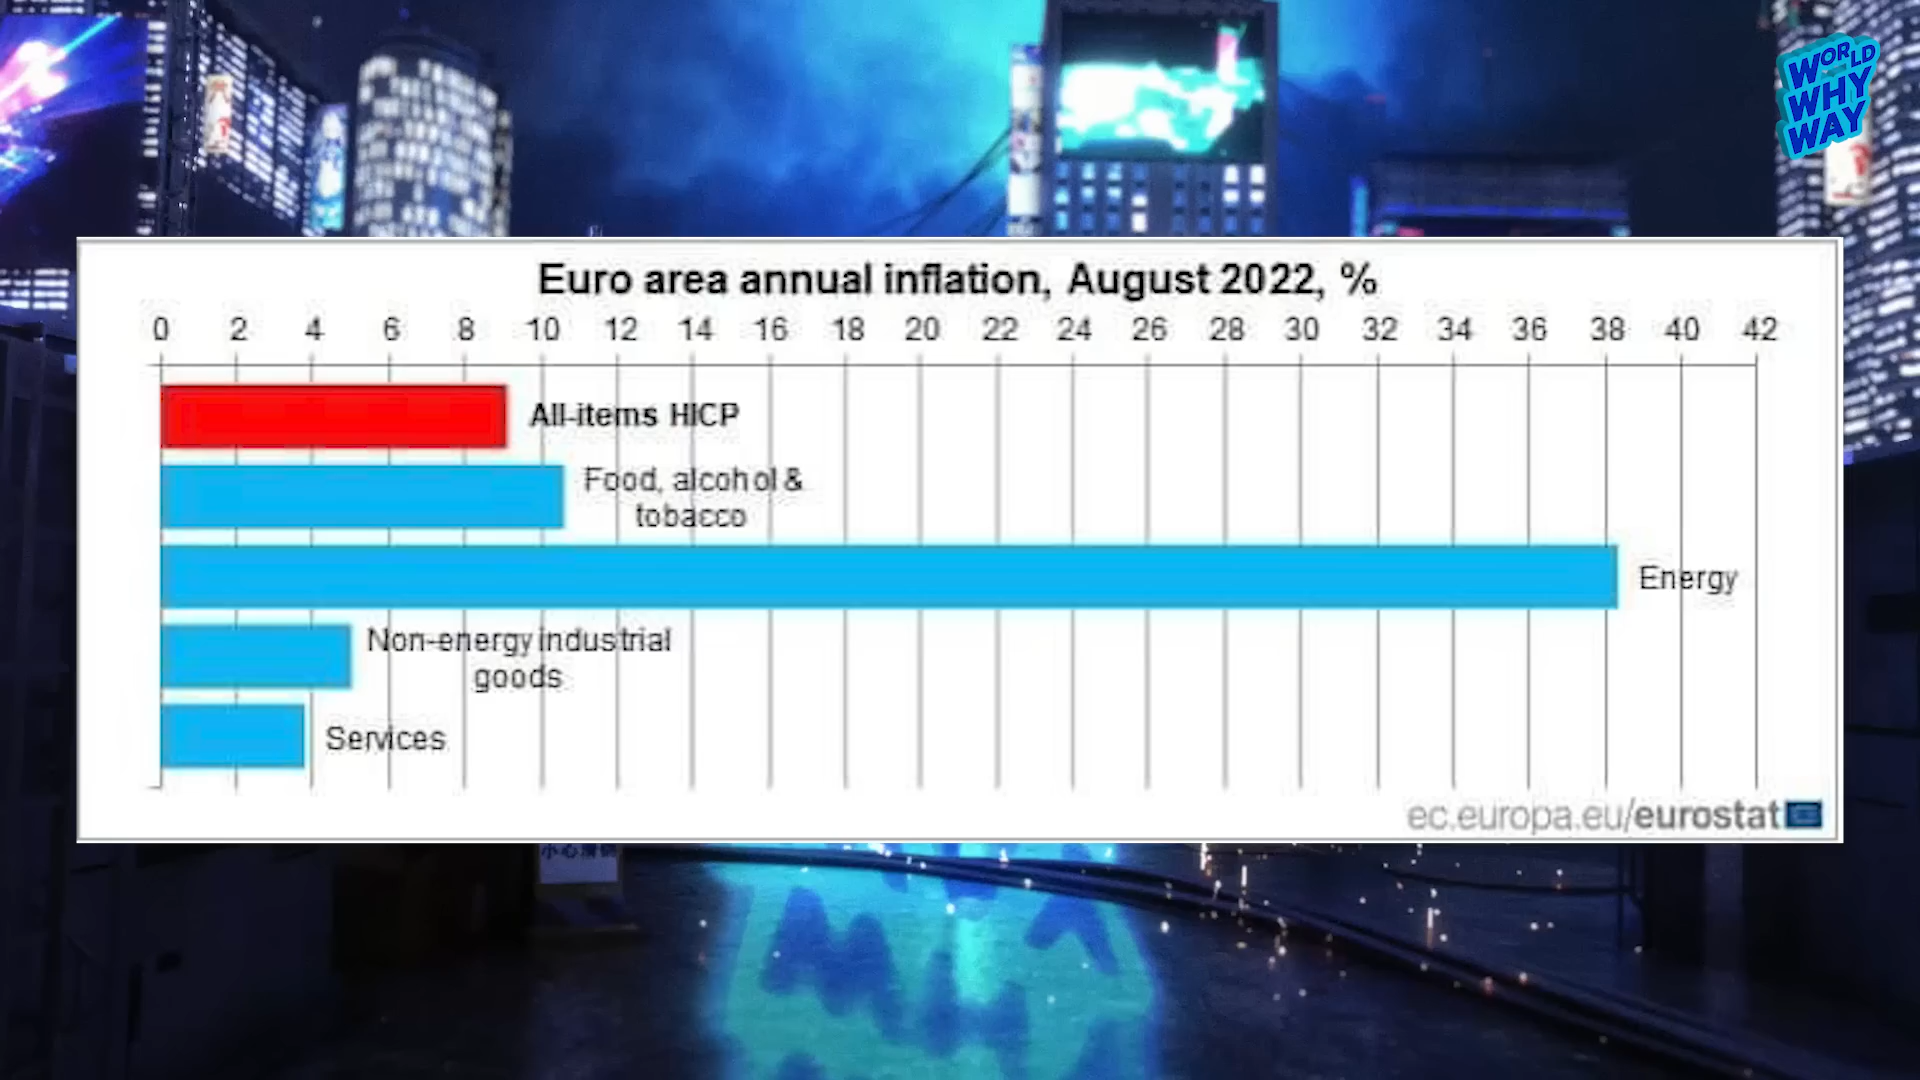 WORLD
WHY
WAY
Euro area annual inflation, August 2022, %
0 2 4 6 8 10 12 14 16 18 20 22 24 26 28 30 32 34 36 38 40 42
All-items HICP
Food, alcohol &
tobacco
Energy
Non-energy industrial
goods
Services
ec.europa.eu/eurostat